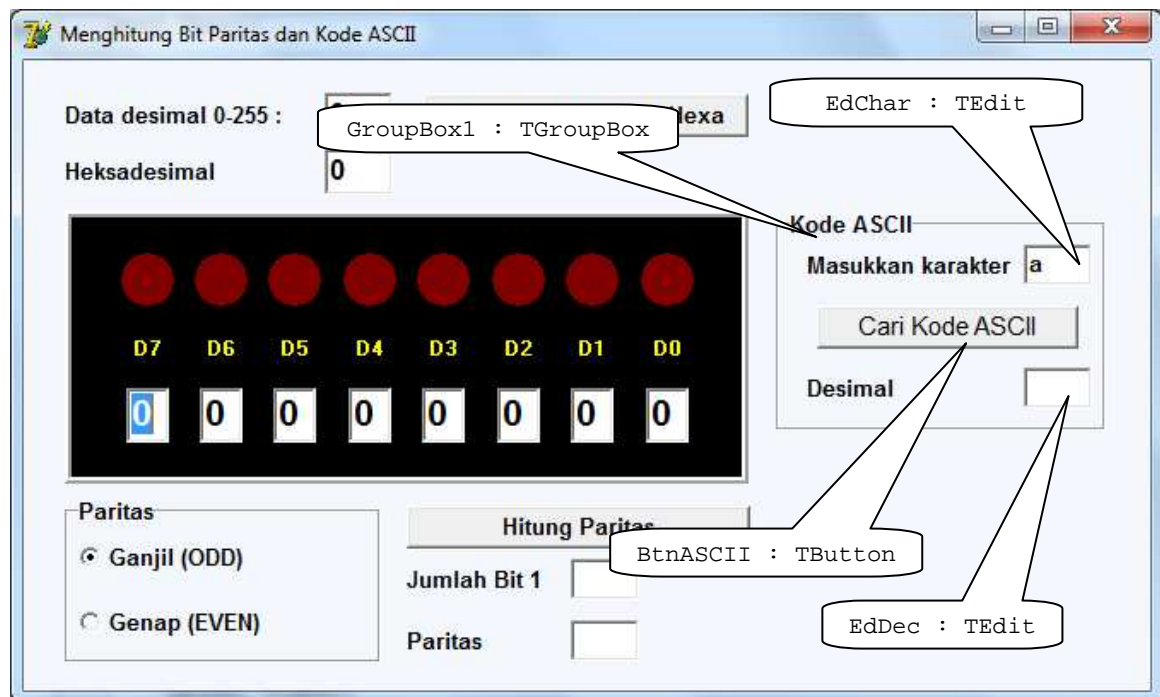 Menghitung Bit Paritas dan Kode ASCII
Data desimal 0-255 :
EdChar : TEdit
GroupBox1 : TGroupBox
Heksadesimal 0
Kode ASCII
Masukkan karakter a
Cari Kode ASCII
Desimal
D7 D6 D5 D4 D3 D2 D1 D0
0 0 0 0 0 0 0 0
Paritas
Ganjil (ODD)
Genap (EVEN)
Hitung Paritas
Jumlah Bit 1
Paritas
BtnASCII : TButton
EdDec : TEdit